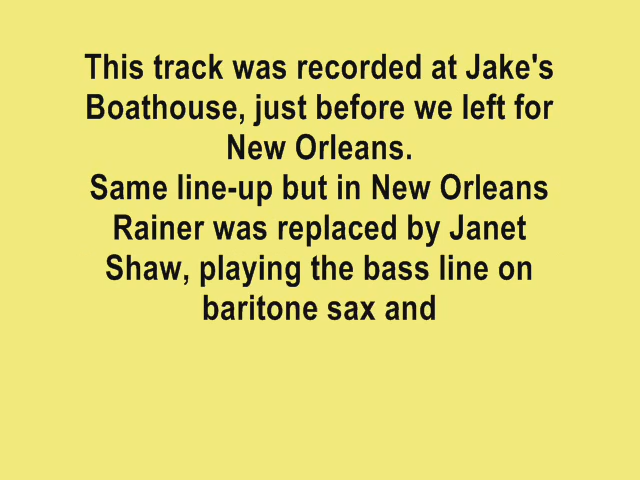 This track was recorded at Jake's
Boathouse, just before we left for
New Orleans.
Same line-up but in New Orleans
Rainer was replaced by Janet
Shaw, playing the bass line on
baritone sax and